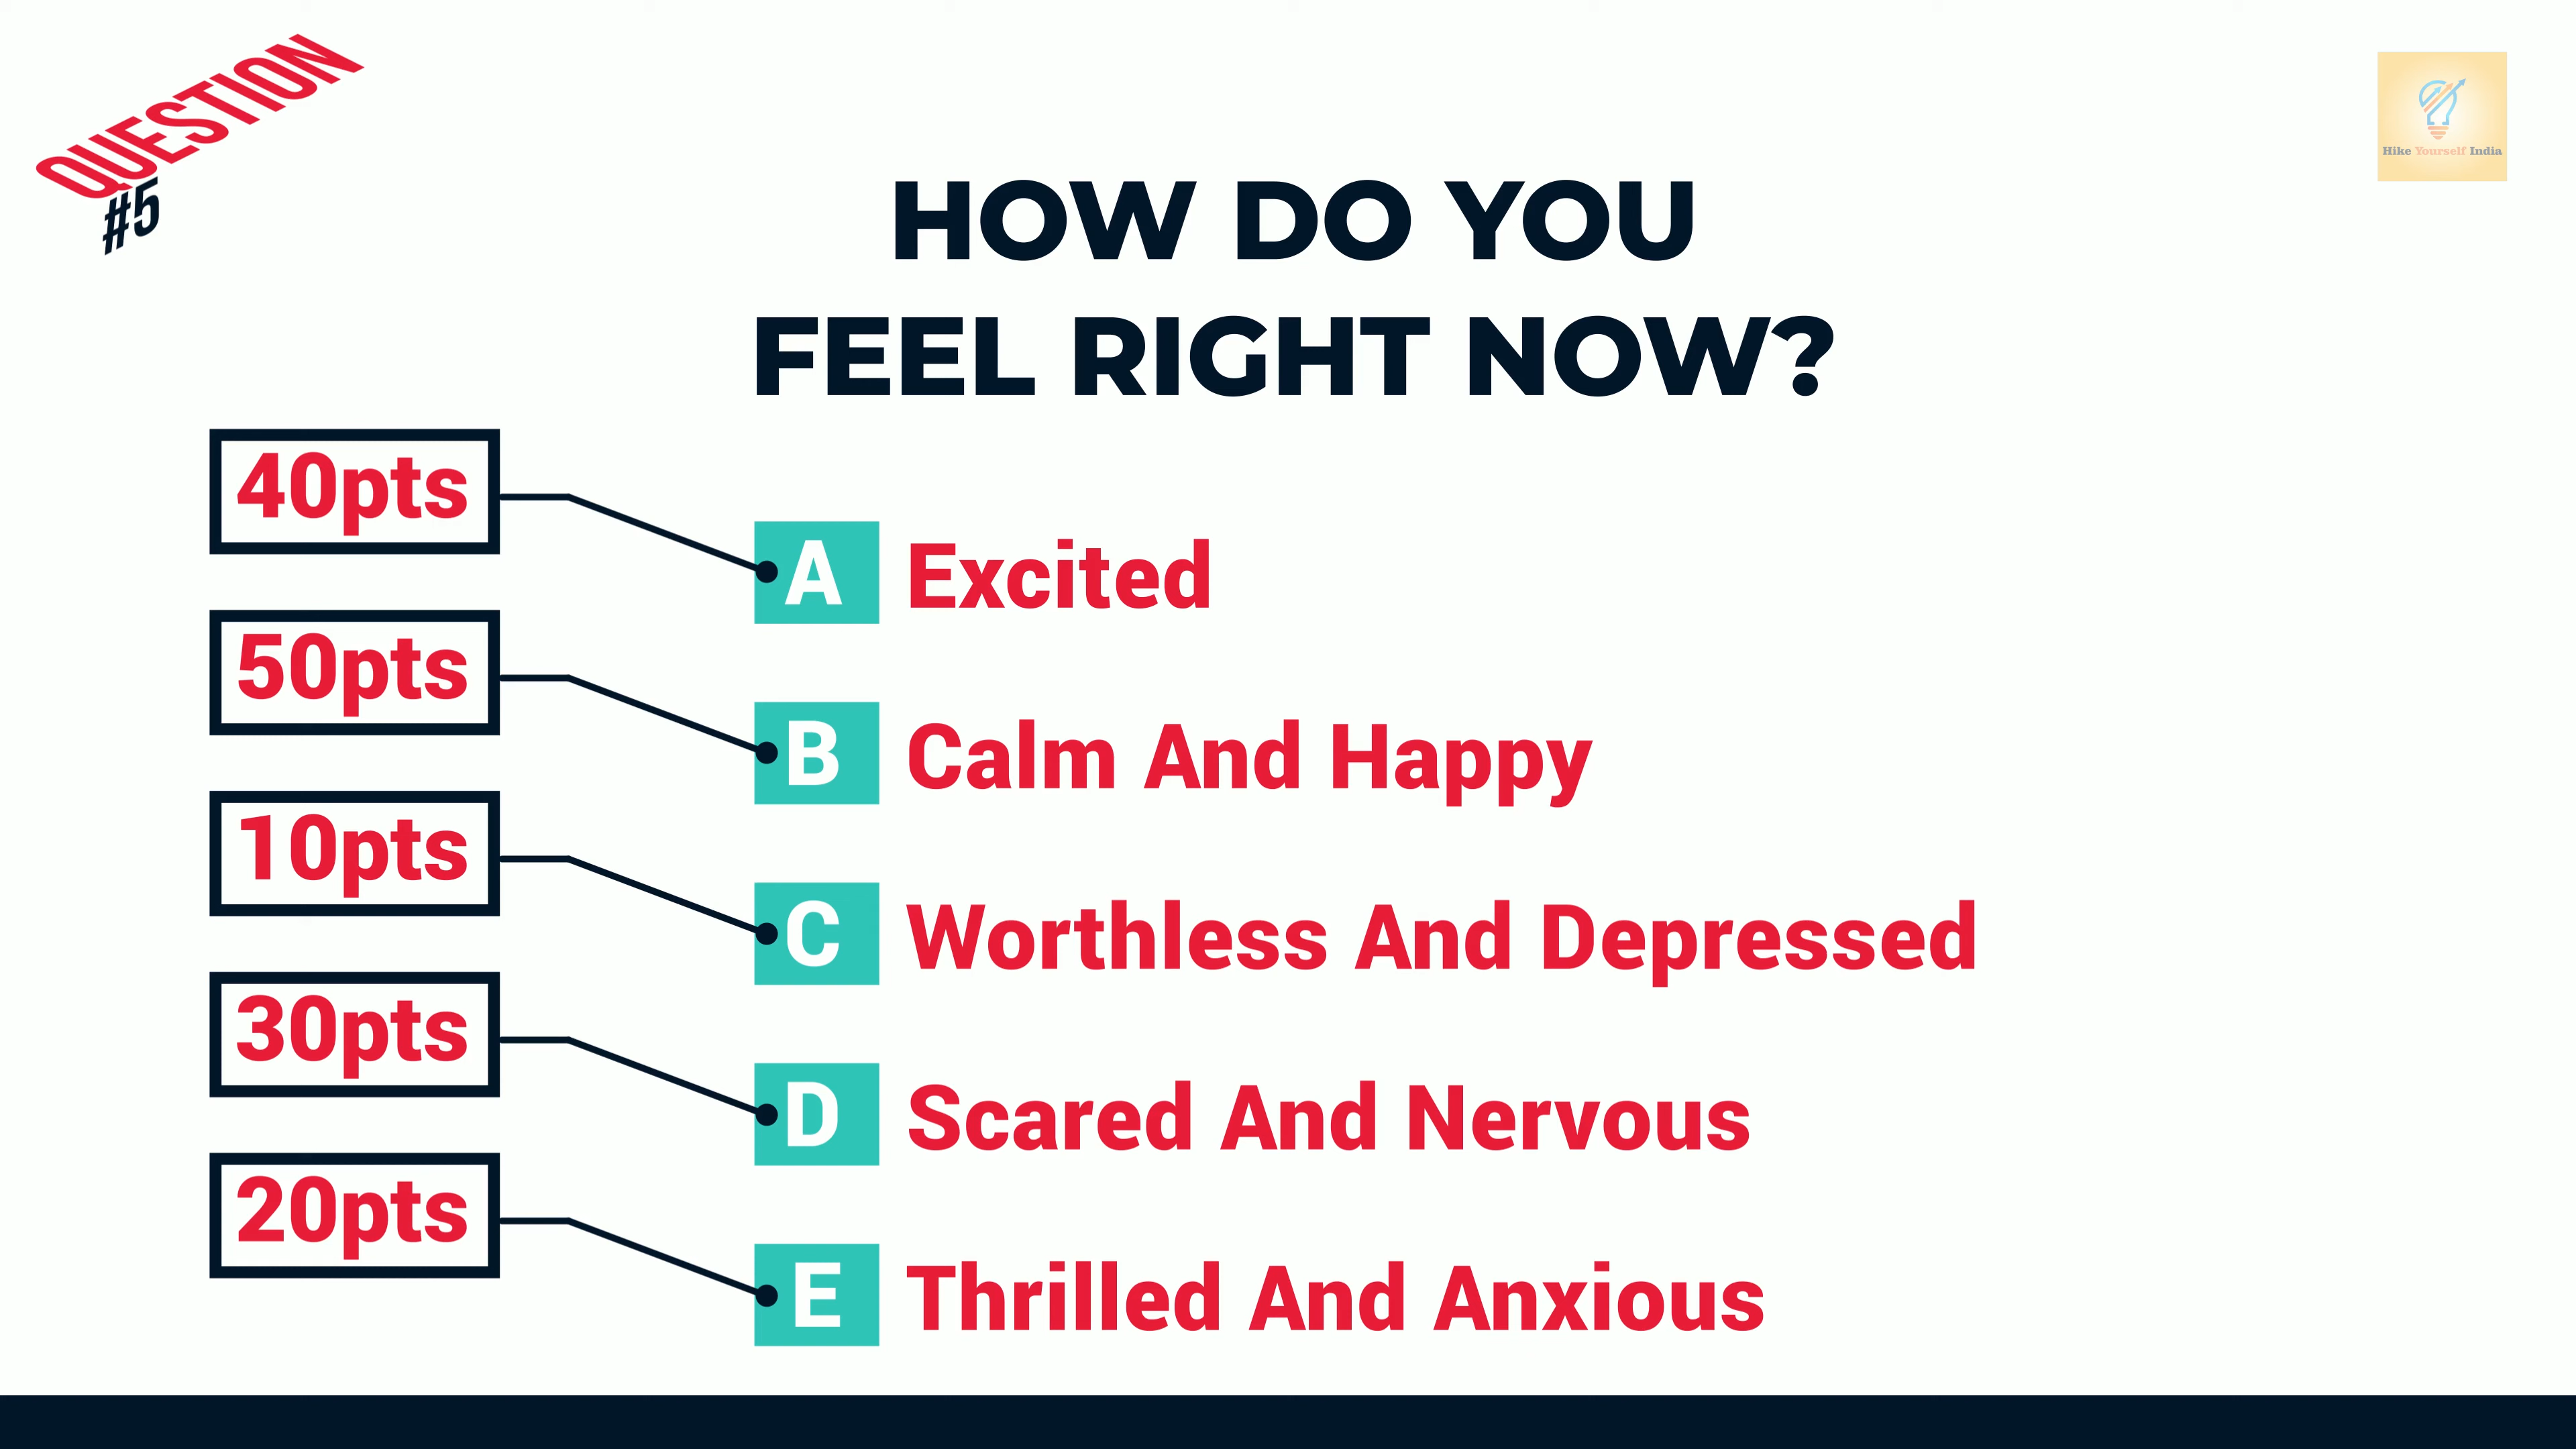 QUESTION
#5
Hike Yourself India
HOW DO YOU
FEEL RIGHT NOW?
40pts
A Excited
50pts
B Calm And Happy
10pts
C Worthless And Depressed
30pts
D Scared And Nervous
20pts
E Thrilled And Anxious